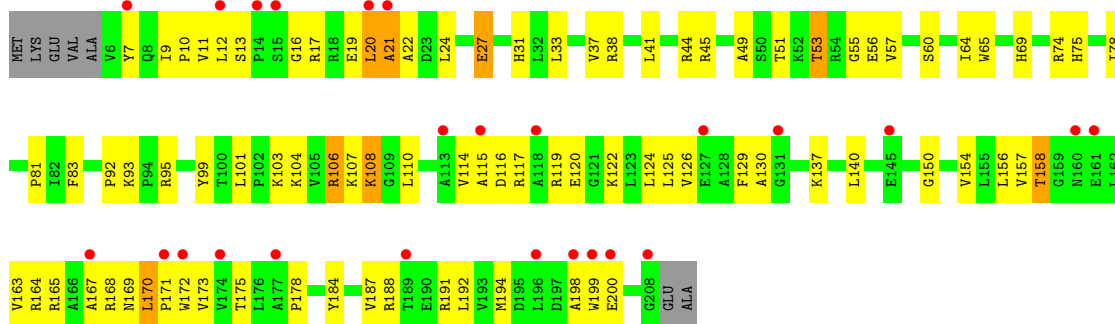 MET LYS GLU VAL ALA V6 Y7 Q8 I9 P10 V11 L12 S13 P14 S15 G16 R17 R18 E19 L20 A21 A22 D23 L24 E27 H31 L32 L33 V37 R38 L41 R44 R45 A49 S50 T51 K52 T53 R54 G55 E56 V57 S60 I64 W65 H69 R74 H75
P81 I82 F83 P92 K93 P94 R95 Y99 T100 L101 P102 K103 K104 V105 R106 K107 K108 G109 L110 A113 V114 A115 D116 R117 A118 R119 E120 G121 K122 L123 L124 L125 V126 E127 A128 F129 A130 G131 K137 L140 E145 G150 V154 L155 L156 V157 T158 G159 N160 E161
V163 R164 R165 A166 A167 R168 N169 L170 P171 W172 V173 V174 T175 L176 A177 P178 Y184 V187 R188 T189 E190 R191 L192 V193 M194 D195 L196 D197 A198 W199 E200 G208 GLU ALA